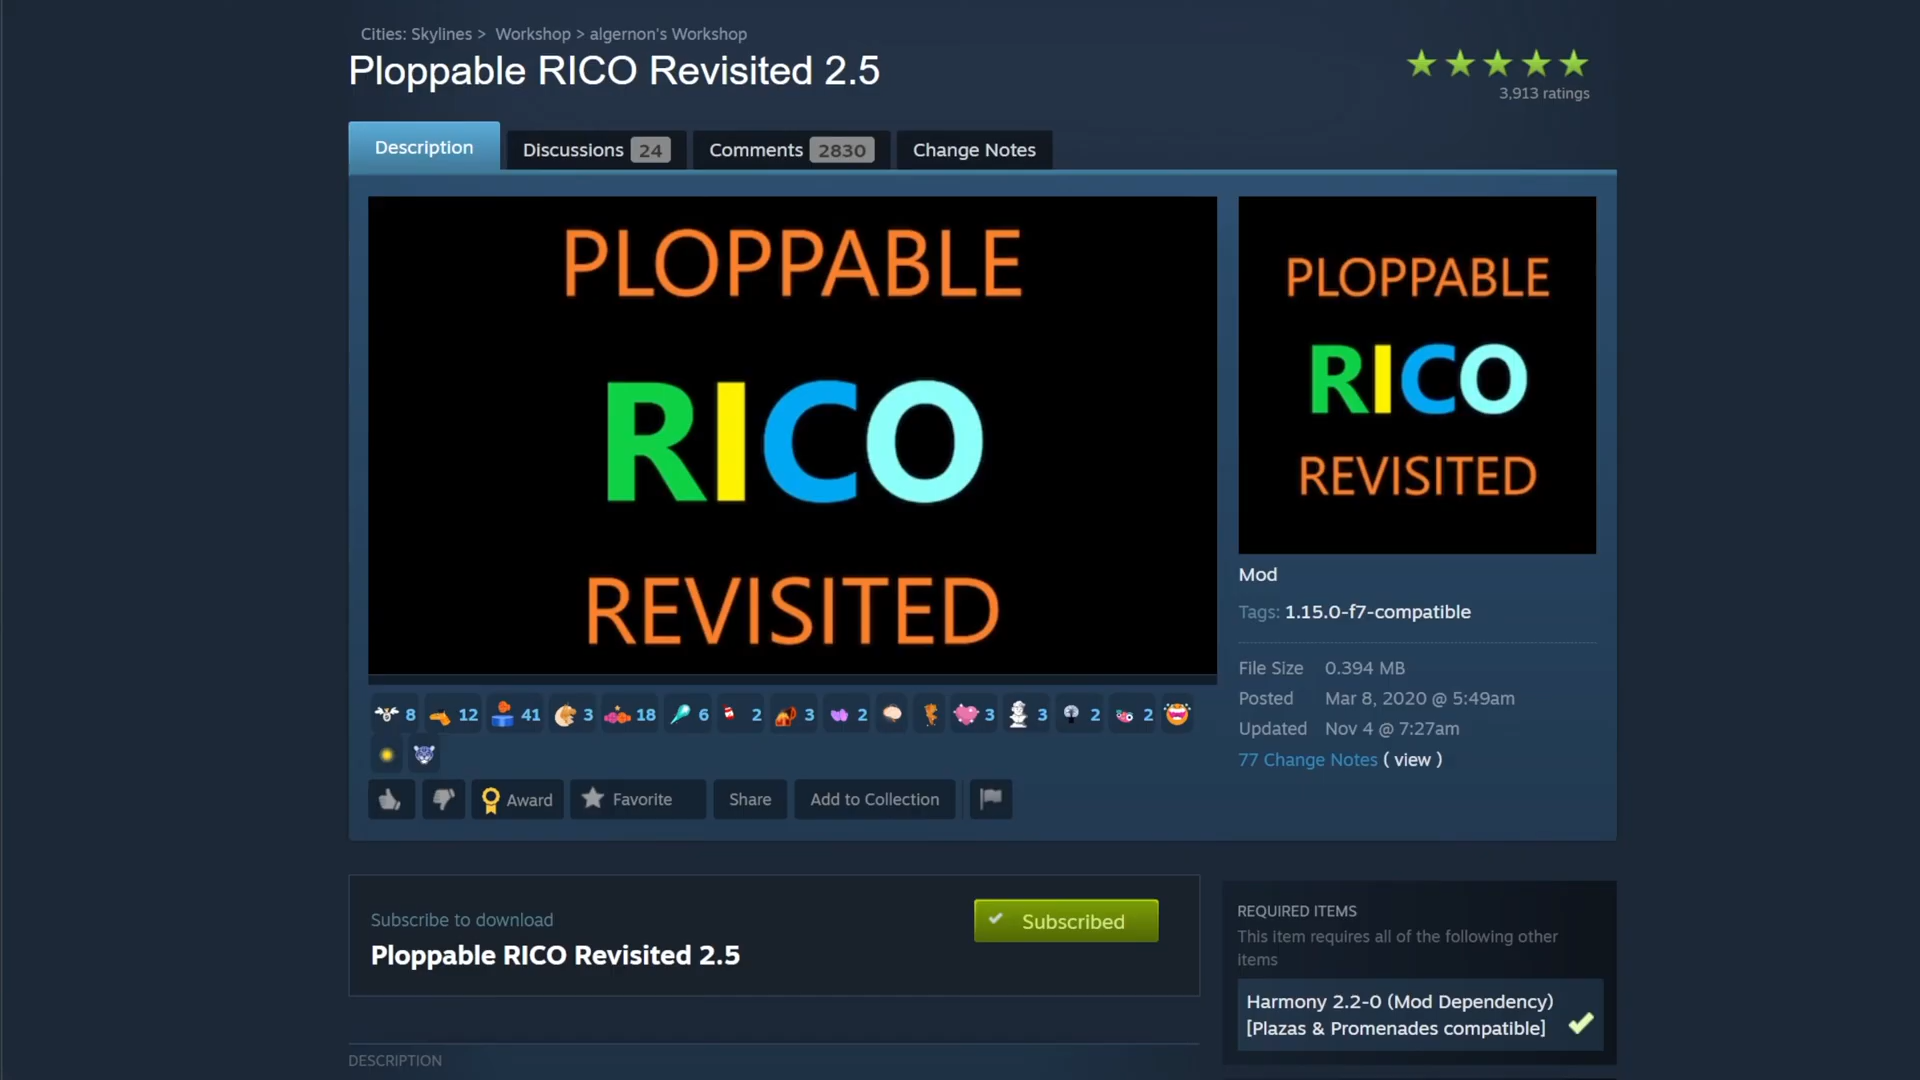 Cities: Skylines > Workshop > algernon's Workshop
Ploppable RICO Revisited 2.5
3,913 ratings
Description
Discussions 24
Comments 2830
Change Notes
PLOPPABLE
RICO
REVISITED
PLOPPABLE
RICO
REVISITED
Mod
Tags: 1.15.0-f7-compatible
File Size 0.394 MB
Posted Mar 8, 2020 @ 5:49am
Updated Nov 4 @ 7:27am
77 Change Notes ( view )
8 12 41 3 18 6 2 3 2 3 3 2 2
Award
Favorite
Share
Add to Collection
Subscribe to download
Ploppable RICO Revisited 2.5
Subscribed
REQUIRED ITEMS
This item requires all of the following other
items
Harmony 2.2-0 (Mod Dependency)
[Plazas & Promenades compatible]
DESCRIPTION